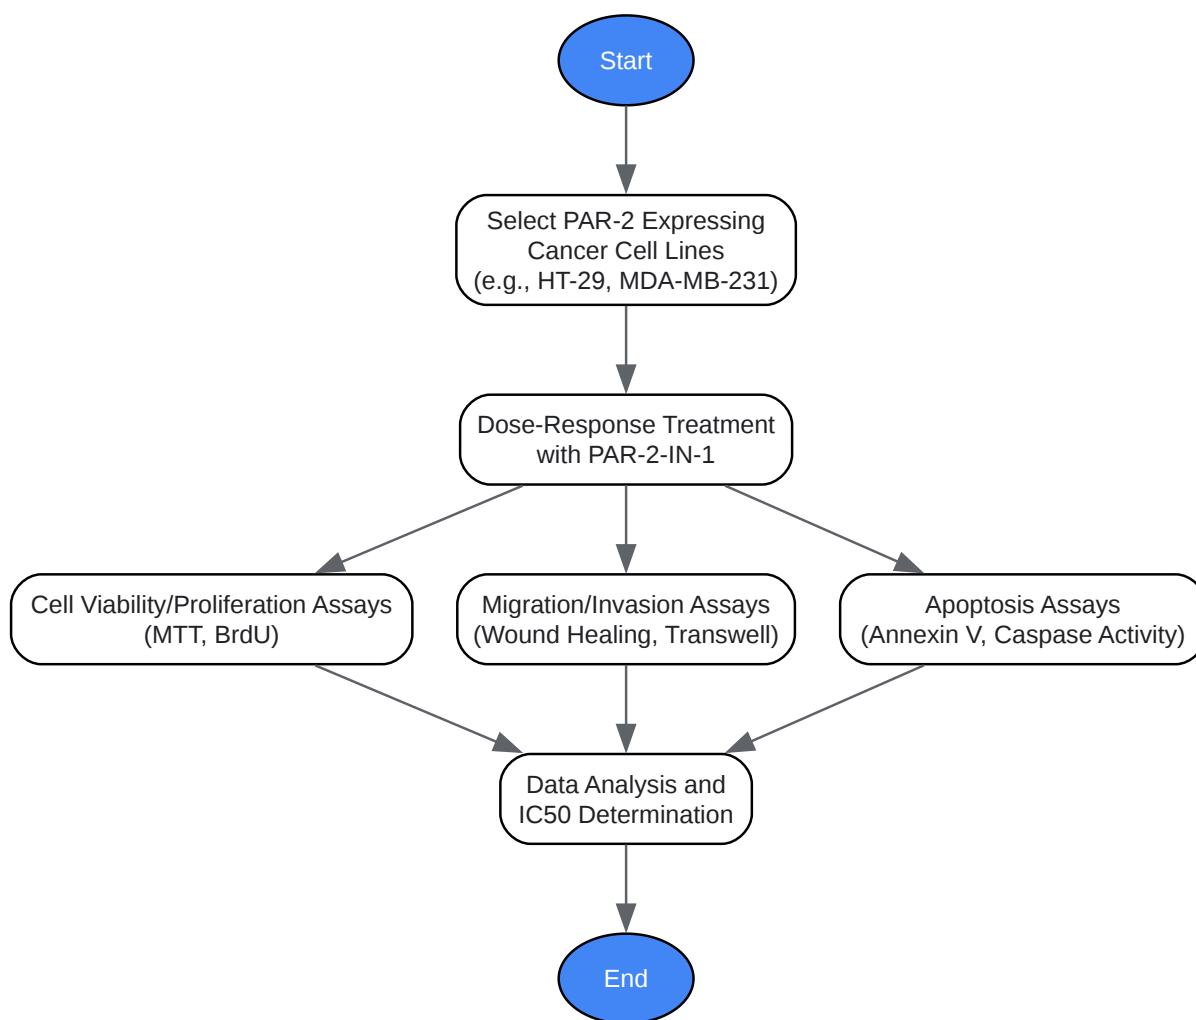 Start
Select PAR-2 Expressing
Cancer Cell Lines
(e.g., HT-29, MDA-MB-231)
Dose-Response Treatment
with PAR-2-IN-1
Cell Viability/Proliferation Assays
(MTT, BrdU)
Migration/Invasion Assays
(Wound Healing, Transwell)
Apoptosis Assays
(Annexin V, Caspase Activity)
Data Analysis and
IC50 Determination
End